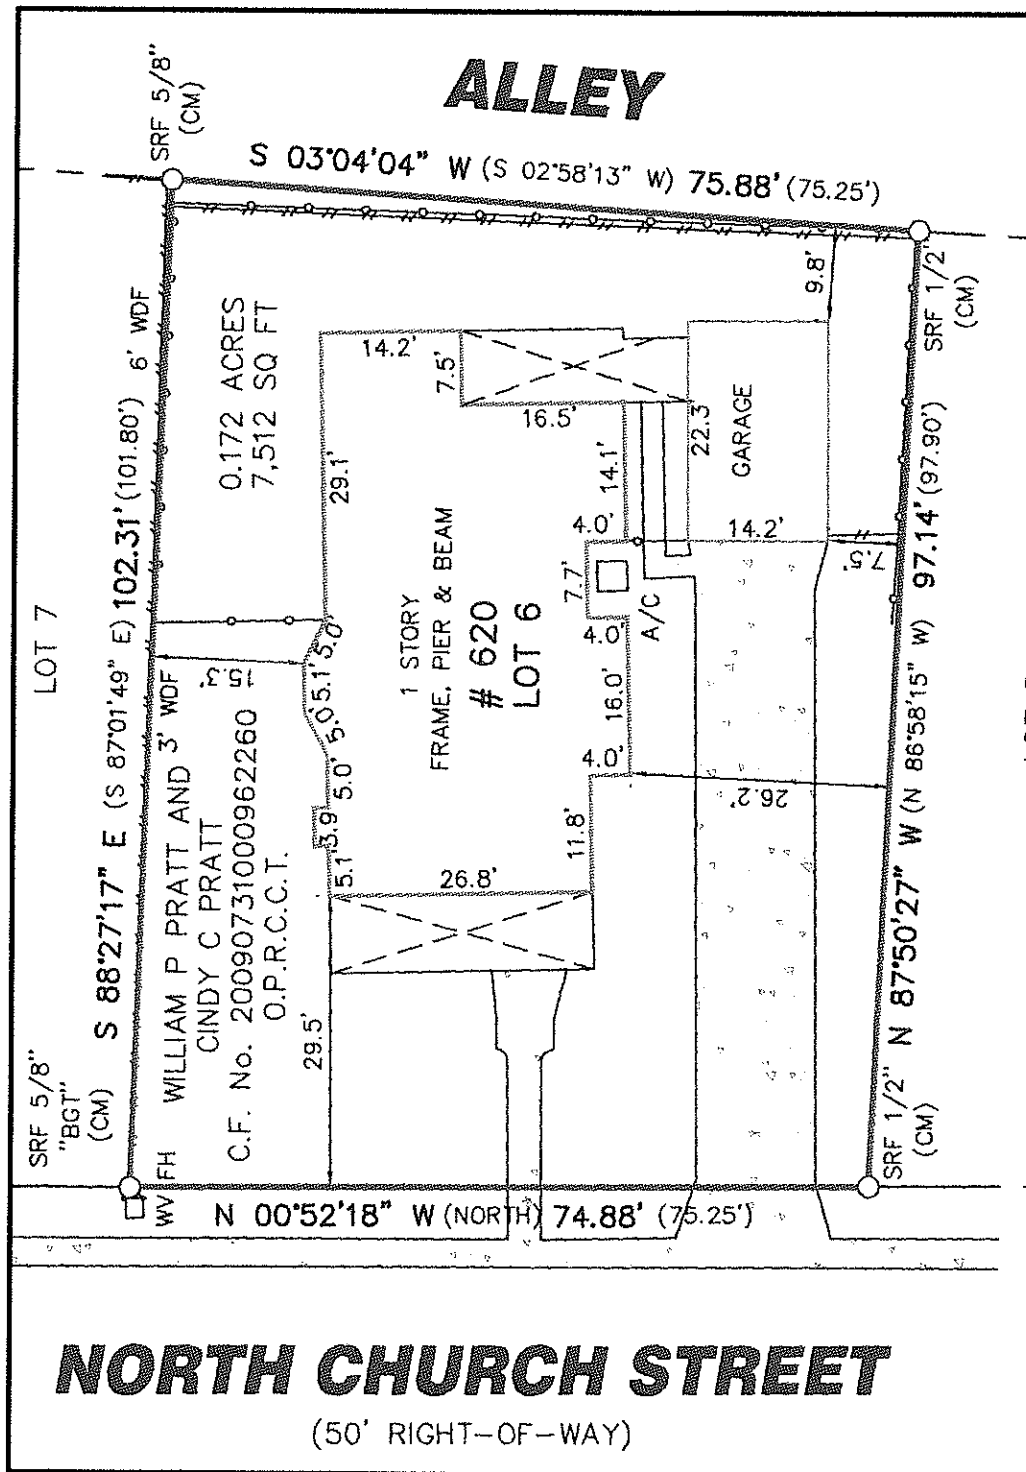 ALLEY
SRF 5/8"
(CM)
S 03°04'04" W (S 02°58'13" W) 75.88' (75.25')
SRF 1/2"
(CM)
9.8'
6' WDF
0.172 ACRES
7,512 SQ FT
14.2'
7.5'
16.5'
22.3
GARAGE
29.1'
14.1'
4.0'
14.2'
7.5'
LOT 7
S 88°27'17" E (S 87°01'49" E) 102.31' (101.80')
1 STORY
FRAME, PIER & BEAM
# 620
LOT 6
7.7'
4.0'
A/C
16.0'
4.0'
26.2'
11.8'
15.3'
5.0'
5.1'
5.0'
5.0'
3.9'
5.1'
26.8'
29.5'
3' WDF
WILLIAM P PRATT AND
CINDY C PRATT
C.F. No. 20090731000962260
O.P.R.C.C.T.
N 87°50'27" W (N 86°58'15" W) 97.14' (97.90')
SRF 5/8"
"BGT"
(CM)
WV
FH
SRF 1/2"
(CM)
N 00°52'18" W (NORTH) 74.88' (75.25')
NORTH CHURCH STREET
(50' RIGHT-OF-WAY)